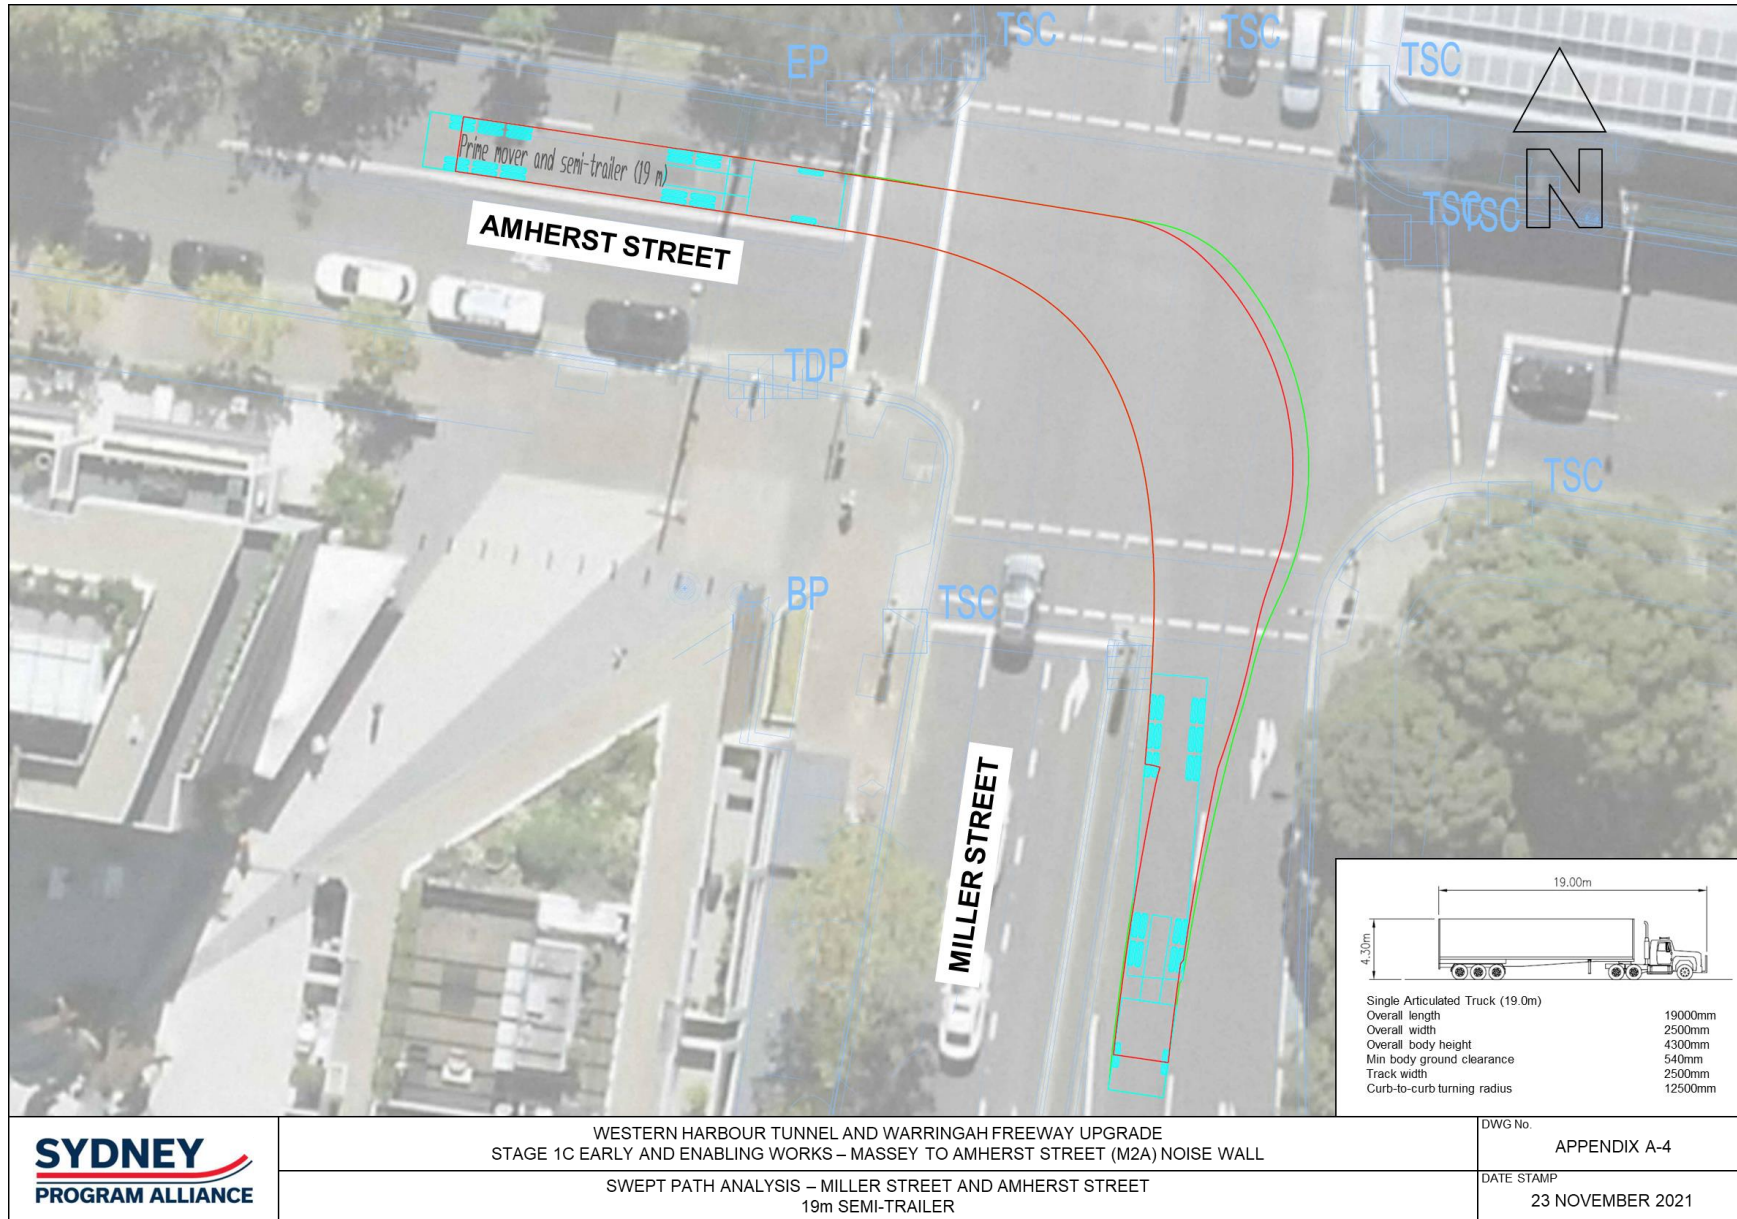 TSC
TSC
TSC
EP
N
Prime mover and semi-trailer (19 m)
AMHERST STREET
TSC
TSC
TDP
TSC
BP
TSC
MILLER STREET
19.00m
4.30m
Single Articulated Truck (19.0m)
Overall length 19000mm
Overall width 2500mm
Overall body height 4300mm
Min body ground clearance 540mm
Track width 2500mm
Curb-to-curb turning radius 12500mm
SYDNEY
PROGRAM ALLIANCE
WESTERN HARBOUR TUNNEL AND WARRINGAH FREEWAY UPGRADE
STAGE 1C EARLY AND ENABLING WORKS – MASSEY TO AMHERST STREET (M2A) NOISE WALL
SWEPT PATH ANALYSIS – MILLER STREET AND AMHERST STREET
19m SEMI-TRAILER
DWG No.
APPENDIX A-4
DATE STAMP
23 NOVEMBER 2021